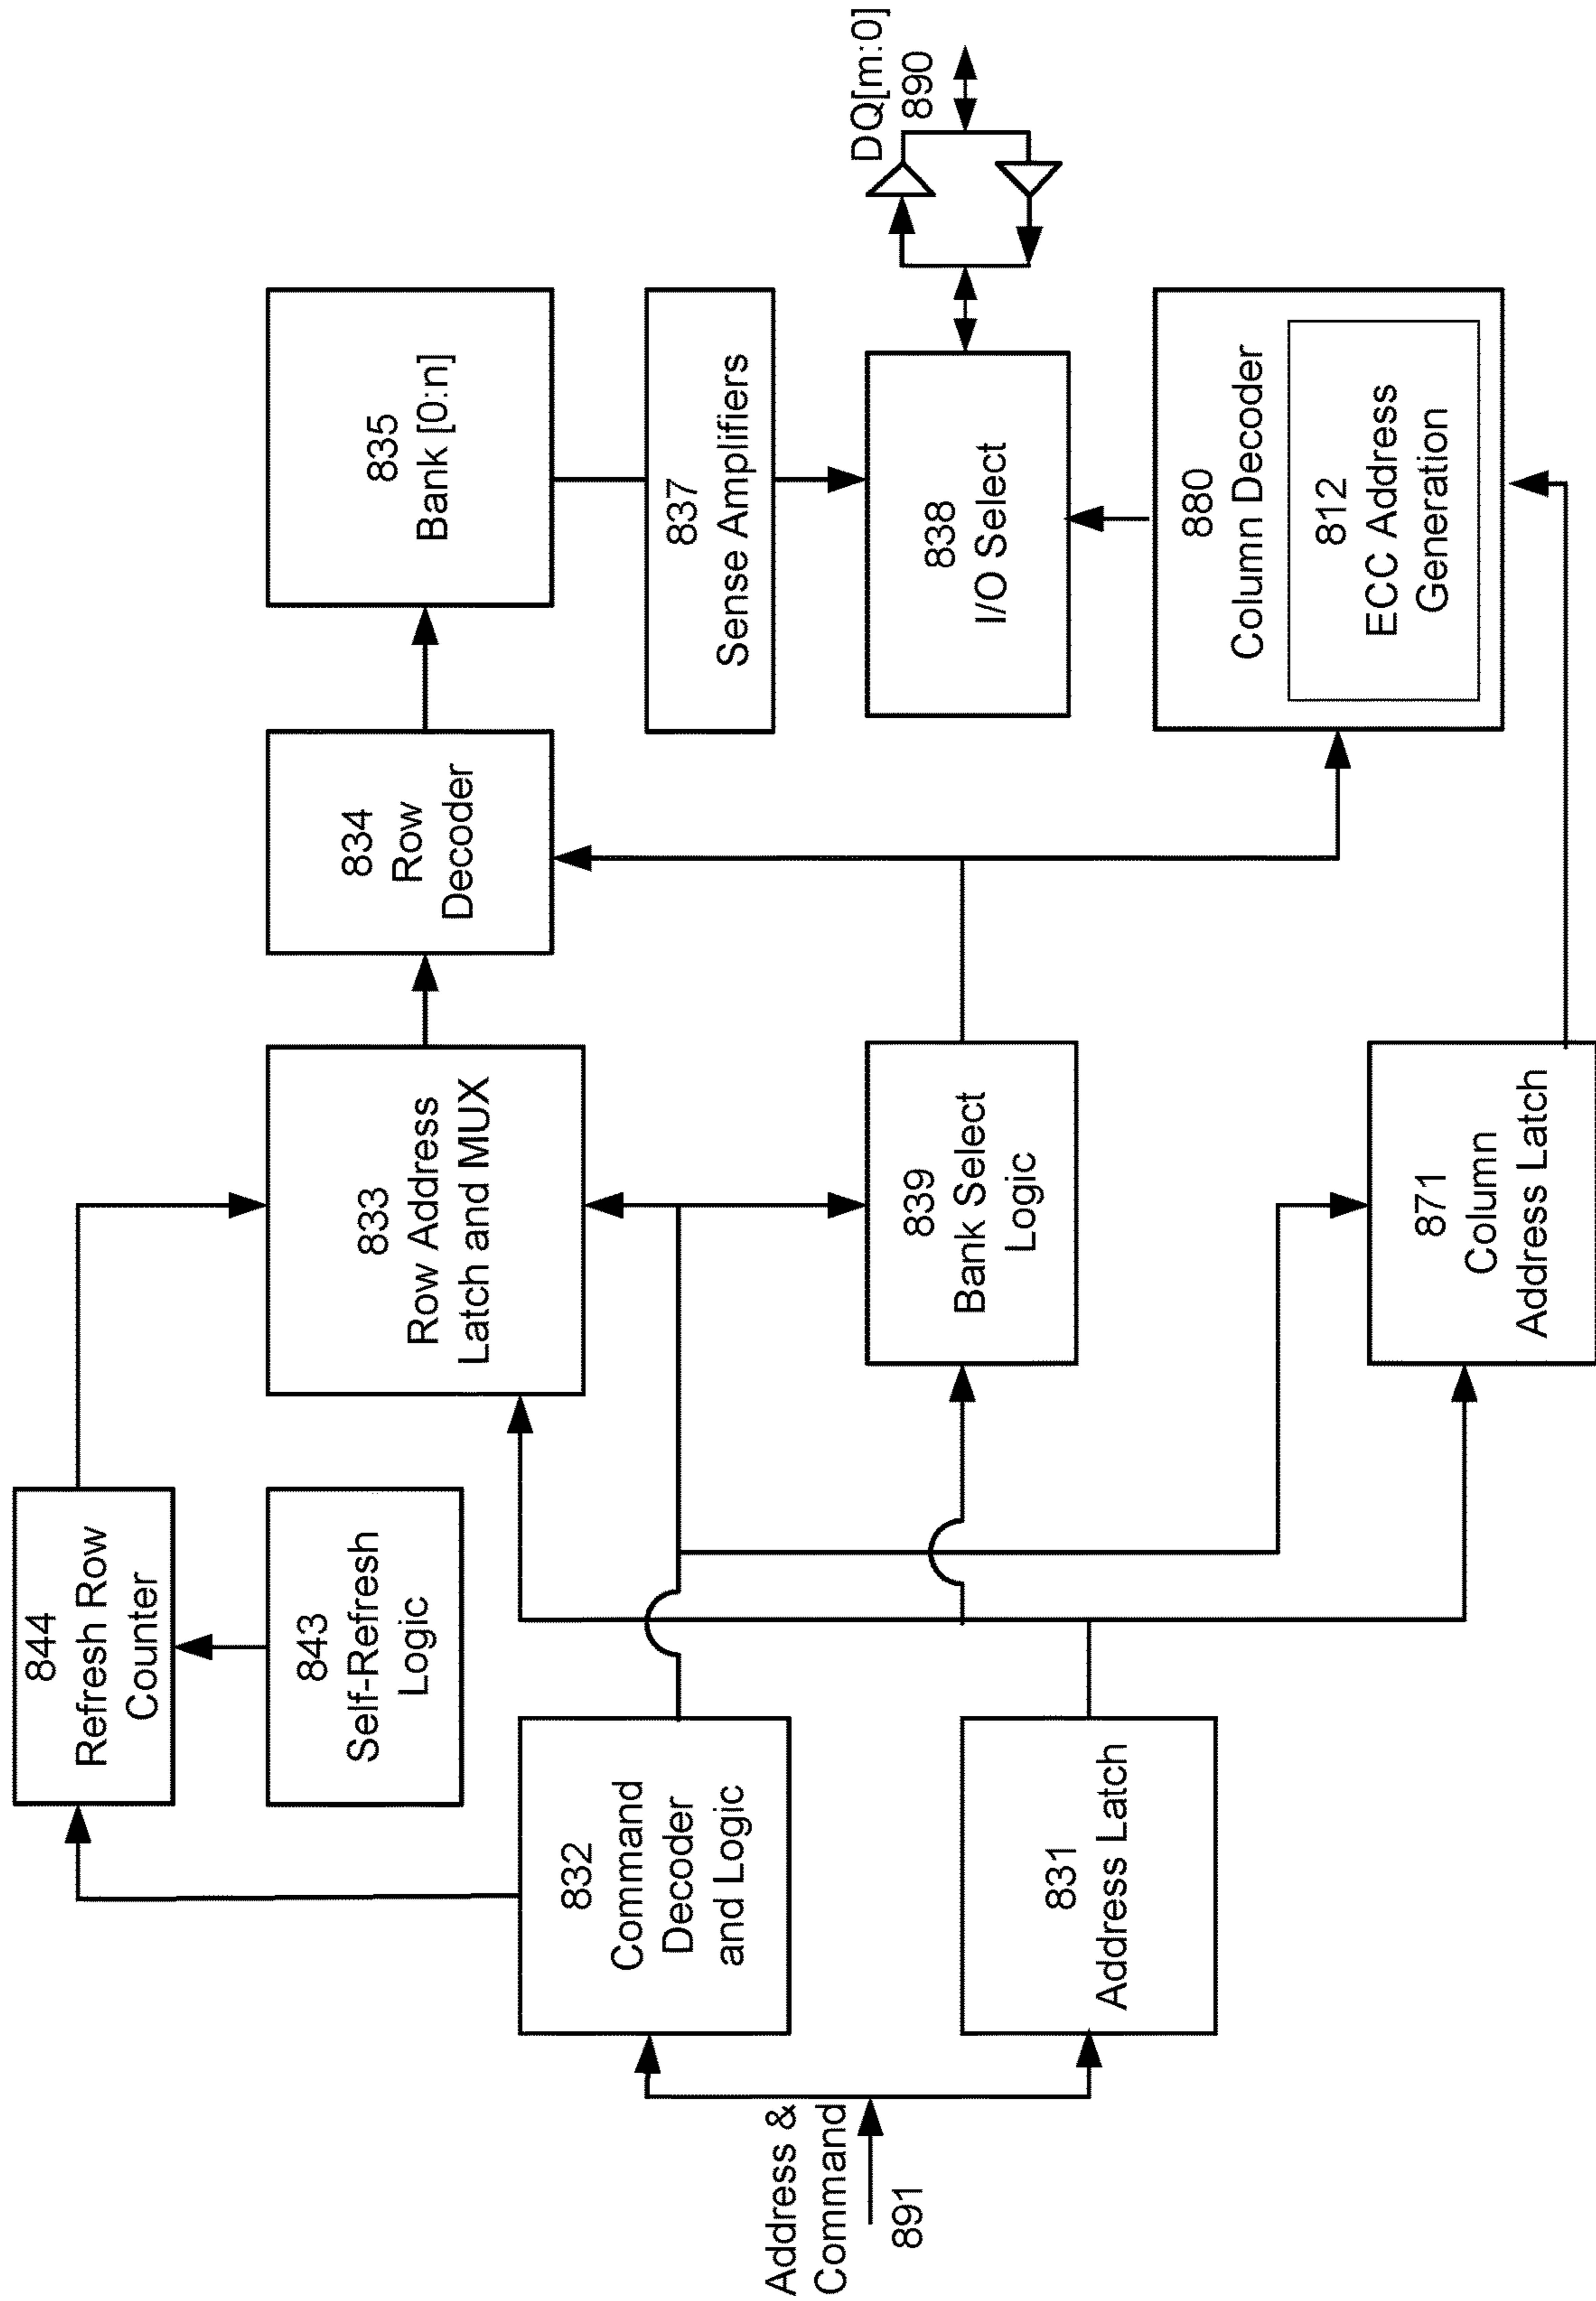 844
Refresh Row
Counter
843
Self-Refresh
Logic
833
Row Address
Latch and MUX
834
Row
Decoder
835
Bank [0:n]
837
Sense Amplifiers
832
Command
Decoder
and Logic
Address &
Command
891
839
Bank Select
Logic
838
I/O Select
DQ[m:0]
890
831
Address Latch
871
Column
Address Latch
880
Column Decoder
812
ECC Address
Generation